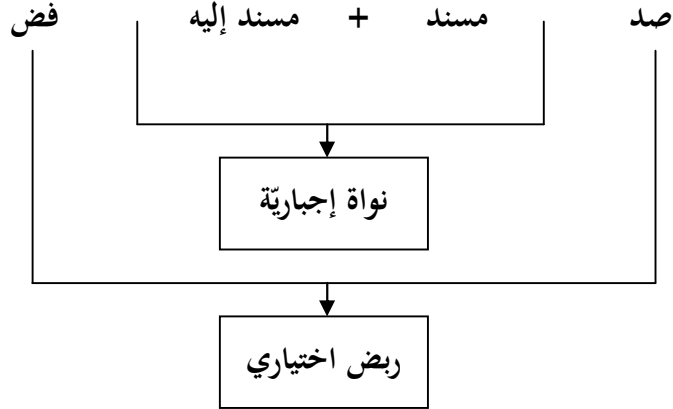 صد مسند + مسند إليه فض
نواة إجباريّة
ربض اختياري